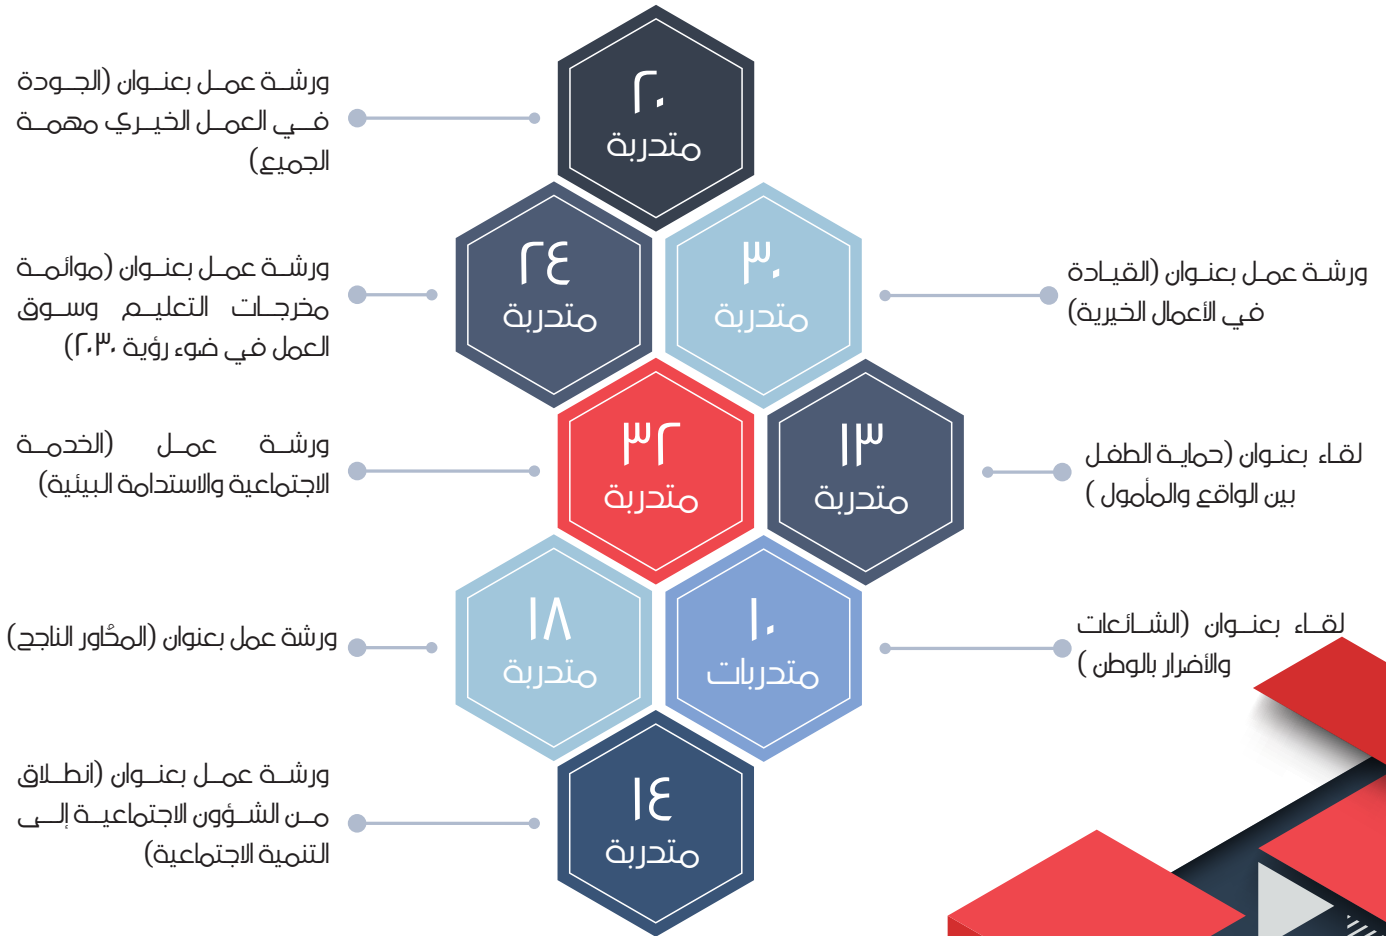 ٢٠
متدربة
ورشة عمل بعنوان (الجودة
في العمل الخيري مهمة
الجميع)
٣٠
متدربة
ورشة عمل بعنوان (القيادة
في الأعمال الخيرية)
٢٤
متدربة
ورشة عمل بعنوان (موائمة
مخرجات التعليم وسوق
العمل في ضوء رؤية ٢٠٣٠)
١٣
متدربة
لقاء بعنوان (حماية الطفل
بين الواقع والمأمول )
٣٢
متدربة
ورشة عمل (الخدمة
الاجتماعية والاستدامة البيئية)
١٠
متدربات
لقاء بعنوان (الشائعات
والأضرار بالوطن )
١٨
متدربة
ورشة عمل بعنوان (المحُاور الناجح)
١٤
متدربة
ورشة عمل بعنوان (انطلاق
من الشؤون الاجتماعية إلى
التنمية الاجتماعية)